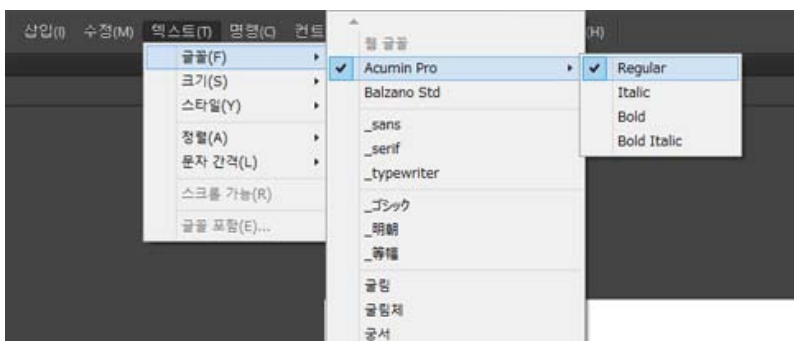 삽입(I) 수정(M) 텍스트(T) 명령(C) 컨트 (H)
글꼴(F)
크기(S)
스타일(Y)
정렬(A)
문자 간격(L)
스크롤 가능(R)
글꼴 포함(E)...
웹 글꼴
Acumin Pro
Balzano Std
_sans
_serif
_typewriter
_ゴシック
_明朝
_等幅
굴림
굴림체
궁서
Regular
Italic
Bold
Bold Italic